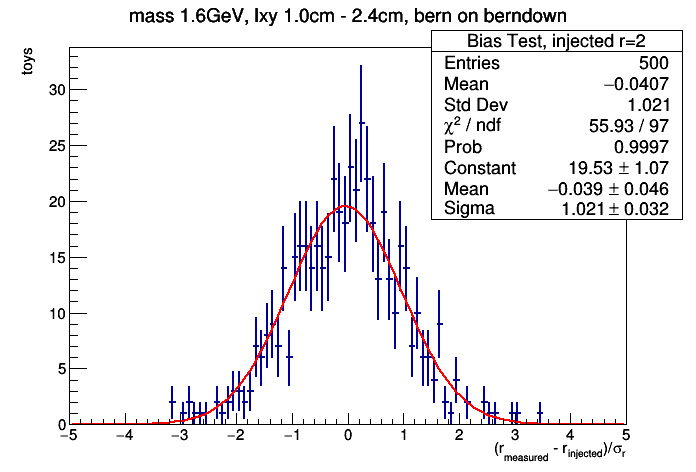 mass 1.6GeV, lxy 1.0cm - 2.4cm, bern on berndown
toys
Bias Test, injected r=2
Entries 500
Mean −0.0407
Std Dev 1.021
χ² / ndf 55.93 / 97
Prob 0.9997
Constant 19.53 ± 1.07
Mean −0.039 ± 0.046
Sigma 1.021 ± 0.032
30
25
20
15
10
5
0
−5 −4 −3 −2 −1 0 1 2 3 4 5
(r_measured - r_injected)/σ_r